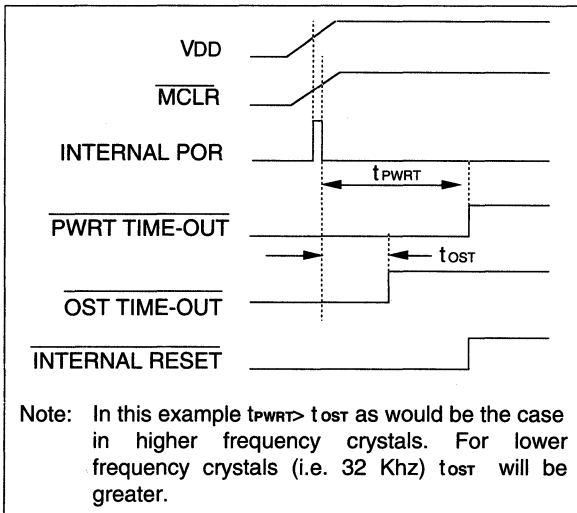 VDD
MCLR
INTERNAL POR
tPWRT
PWRT TIME-OUT
tOST
OST TIME-OUT
INTERNAL RESET
Note: In this example tPWRT> tOST as would be the case
in higher frequency crystals. For lower
frequency crystals (i.e. 32 Khz) tOST will be
greater.